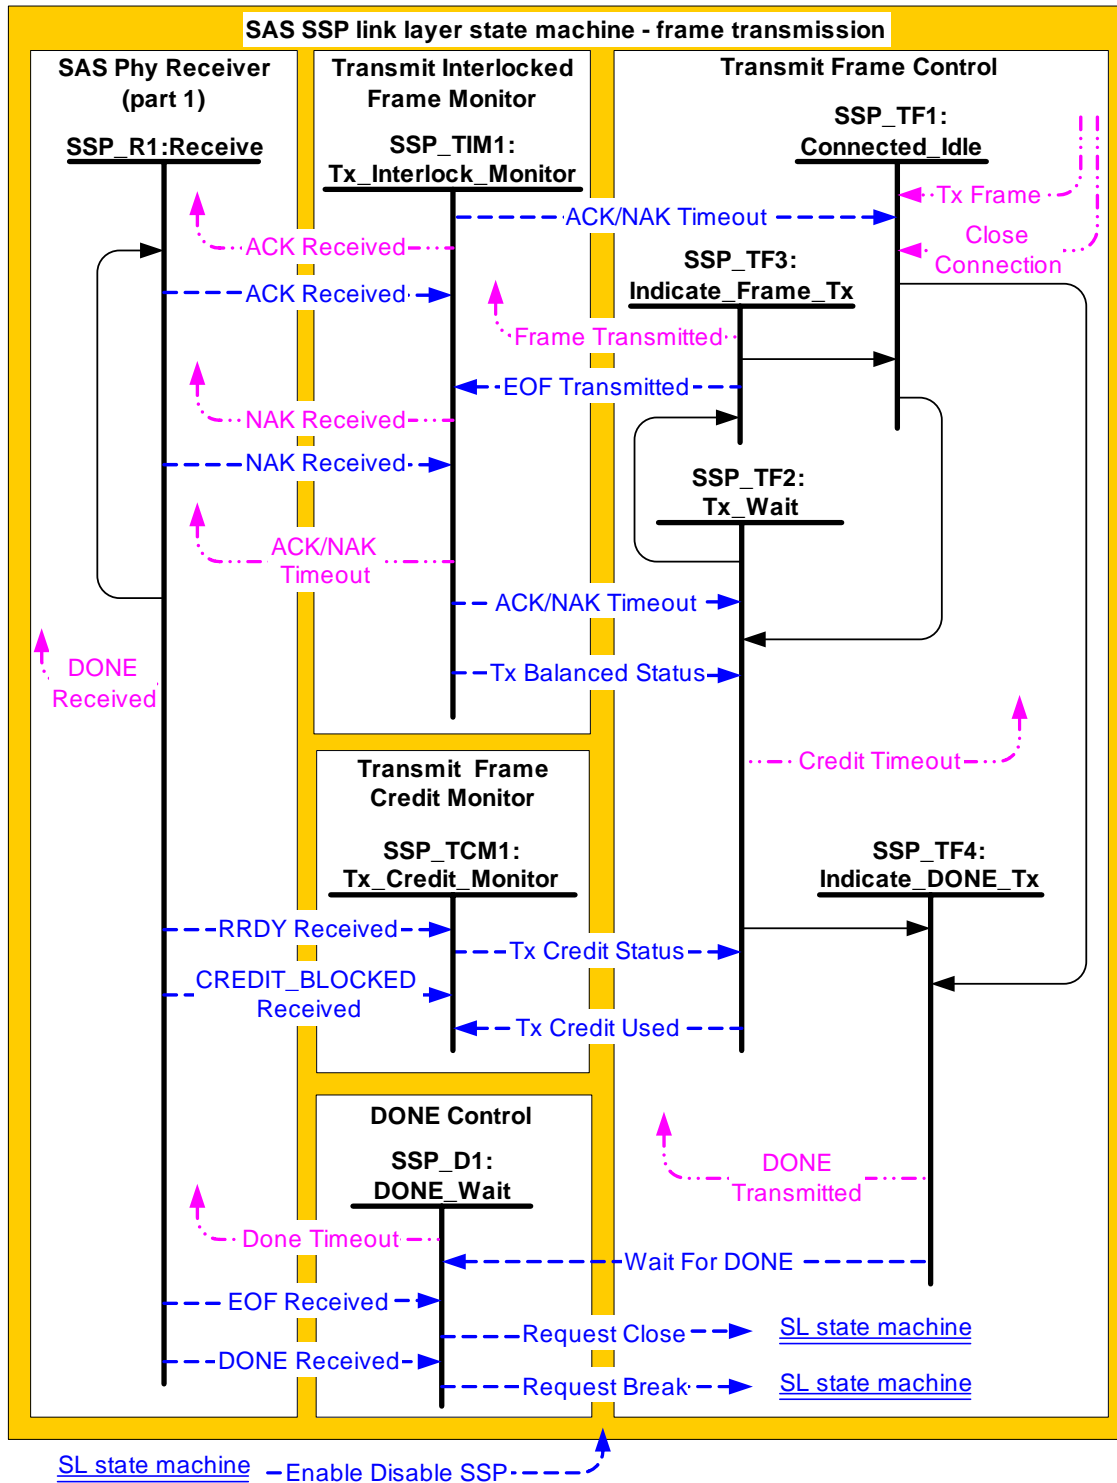 SAS SSP link layer state machine - frame transmission
SAS Phy Receiver
(part 1)
SSP_R1:Receive
ACK Received
ACK Received
NAK Received
NAK Received
ACK/NAK
Timeout
DONE
Received
RRDY Received
CREDIT_BLOCKED
Received
Done Timeout
EOF Received
DONE Received
Transmit Interlocked
Frame Monitor
SSP_TIM1:
Tx_Interlock_Monitor
ACK/NAK Timeout
Frame Transmitted
EOF Transmitted
ACK/NAK Timeout
Tx Balanced Status
Transmit Frame
Credit Monitor
SSP_TCM1:
Tx_Credit_Monitor
Tx Credit Status
Tx Credit Used
DONE Control
SSP_D1:
DONE_Wait
Wait For DONE
Request Close
SL state machine
Request Break
SL state machine
Transmit Frame Control
SSP_TF1:
Connected_Idle
Tx Frame
Close
Connection
SSP_TF3:
Indicate_Frame_Tx
SSP_TF2:
Tx_Wait
Credit Timeout
SSP_TF4:
Indicate_DONE_Tx
DONE
Transmitted
SL state machine
Enable Disable SSP